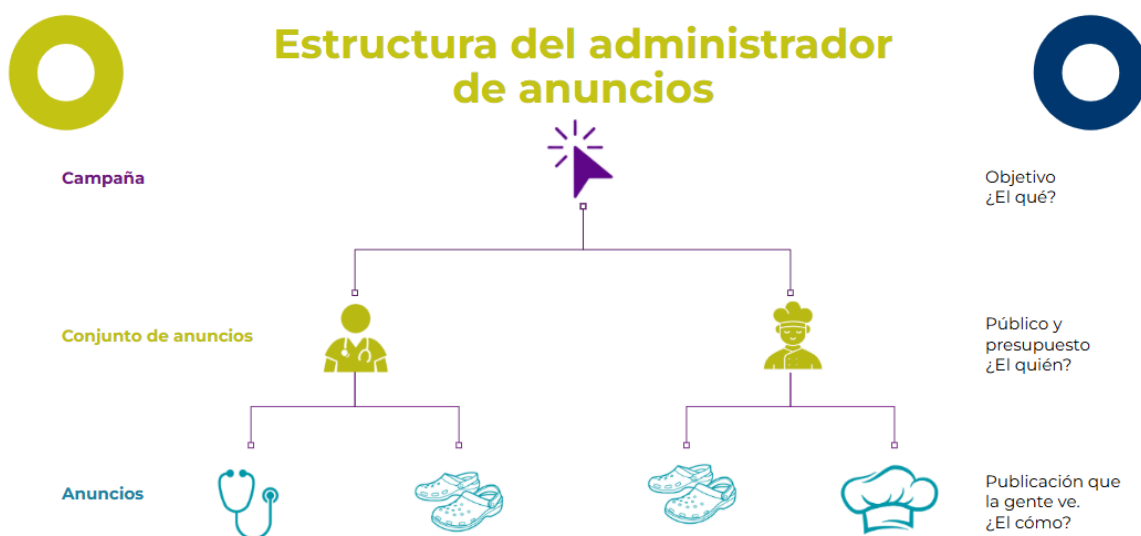 Estructura del administrador
de anuncios
Campaña
Objetivo
¿El qué?
Conjunto de anuncios
Público y
presupuesto
¿El quién?
Anuncios
Publicación que
la gente ve.
¿El cómo?